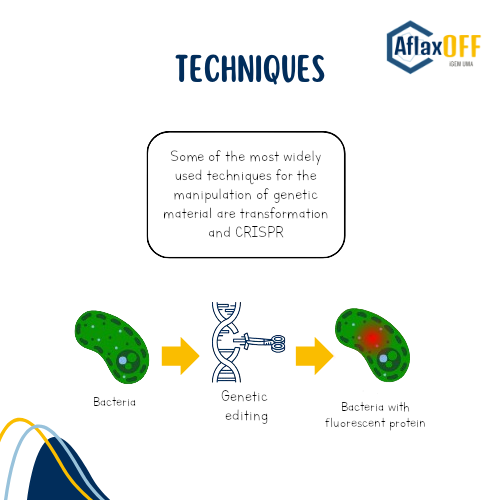 AflaxOFF
iGEM UMA
TECHNIQUES
Some of the most widely
used techniques for the
manipulation of genetic
material are transformation
and CRISPR
Bacteria
Genetic
editing
Bacteria with
fluorescent protein